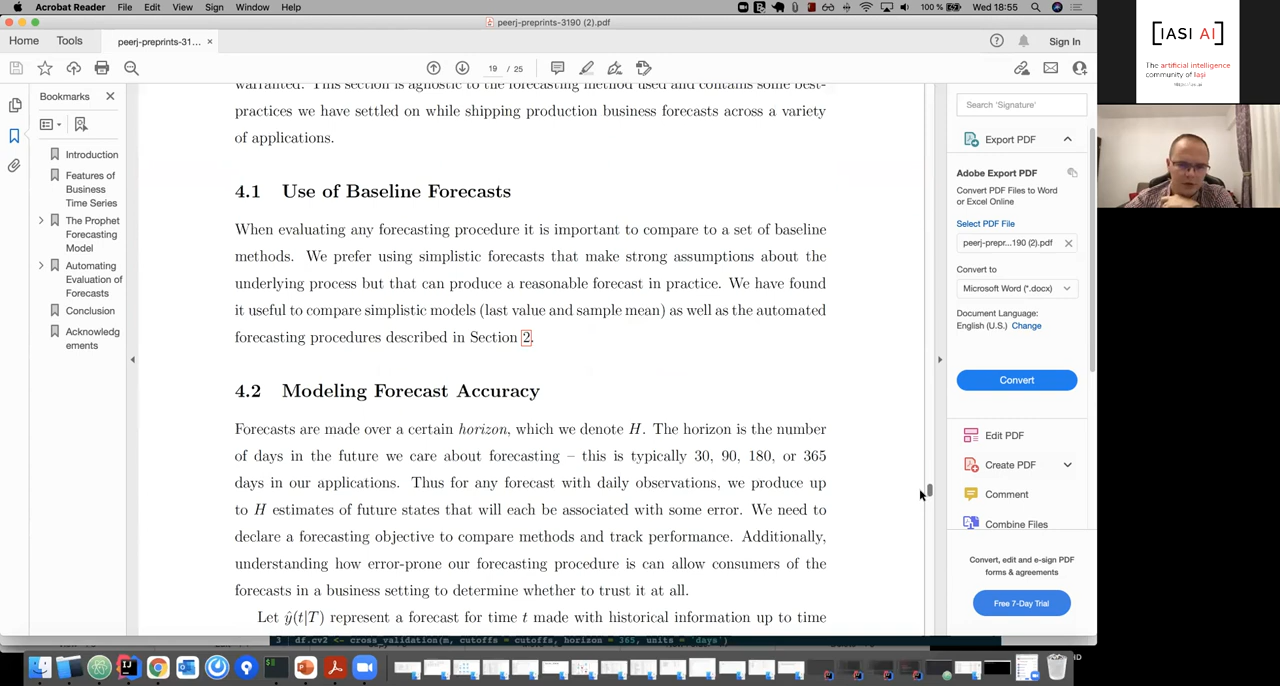 Acrobat Reader File Edit View Sign Window Help 100 % Wed 18:55
peerj-preprints-3190 (2).pdf
Home Tools peerj-preprints-31... × Sign In
19 / 25
Bookmarks
Introduction
Features of
Business
Time Series
The Prophet
Forecasting
Model
Automating
Evaluation of
Forecasts
Conclusion
Acknowledg
ements
warranted. This section is agnostic to the forecasting method used and contains some best-
practices we have settled on while shipping production business forecasts across a variety
of applications.
4.1 Use of Baseline Forecasts
When evaluating any forecasting procedure it is important to compare to a set of baseline
methods. We prefer using simplistic forecasts that make strong assumptions about the
underlying process but that can produce a reasonable forecast in practice. We have found
it useful to compare simplistic models (last value and sample mean) as well as the automated
forecasting procedures described in Section 2.
4.2 Modeling Forecast Accuracy
Forecasts are made over a certain horizon, which we denote H. The horizon is the number
of days in the future we care about forecasting – this is typically 30, 90, 180, or 365
days in our applications. Thus for any forecast with daily observations, we produce up
to H estimates of future states that will each be associated with some error. We need to
declare a forecasting objective to compare methods and track performance. Additionally,
understanding how error-prone our forecasting procedure is can allow consumers of the
forecasts in a business setting to determine whether to trust it at all.
Let ŷ(t|T) represent a forecast for time t made with historical information up to time
3 df.cv2 <- cross_validation(m, cutoffs = cutoffs, horizon = 365, units = 'days')
Search 'Signature'
Export PDF
Adobe Export PDF
Convert PDF Files to Word
or Excel Online
Select PDF File
peerj-prepr...190 (2).pdf
Convert to
Microsoft Word (*.docx)
Document Language:
English (U.S.) Change
Convert
Edit PDF
Create PDF
Comment
Combine Files
Convert, edit and e-sign PDF
forms & agreements
Free 7-Day Trial
[IASI AI]
The artificial intelligence
community of Iași